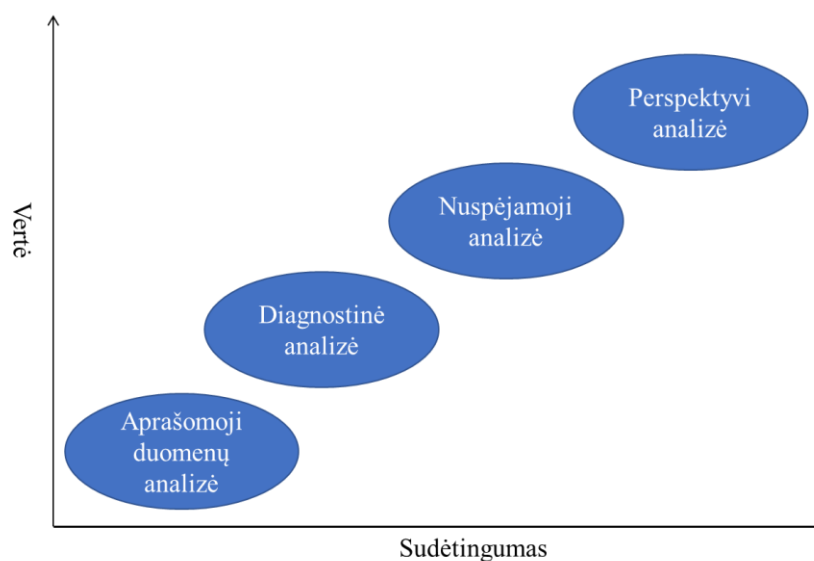 Perspektyvi
analizė
Nuspėjamoji
analizė
Vertė
Diagnostinė
analizė
Aprašomoji
duomenų
analizė
Sudėtingumas